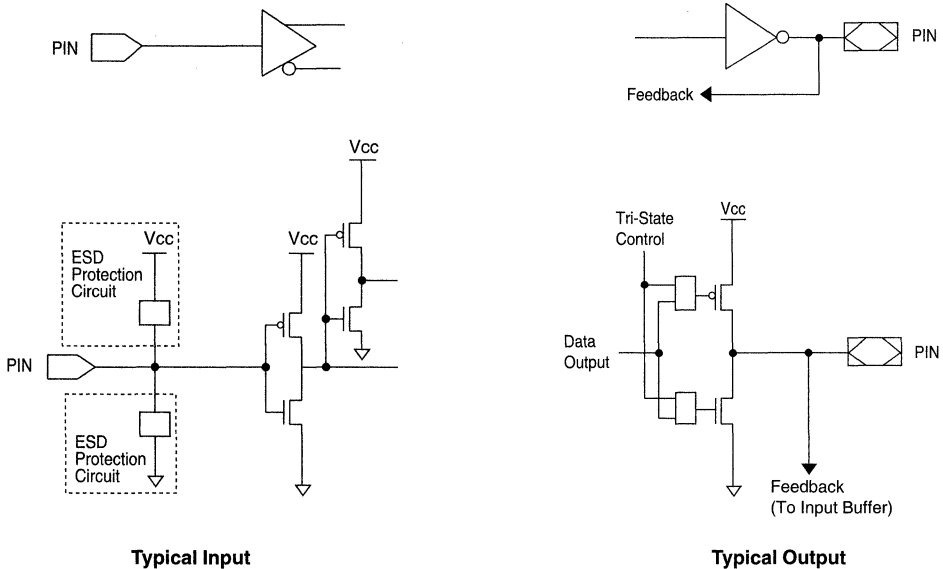 PIN
PIN
Feedback
Vcc
ESD
Protection
Circuit
Vcc
Vcc
PIN
ESD
Protection
Circuit
Tri-State
Control
Vcc
Data
Output
PIN
Feedback
(To Input Buffer)
Typical Input
Typical Output